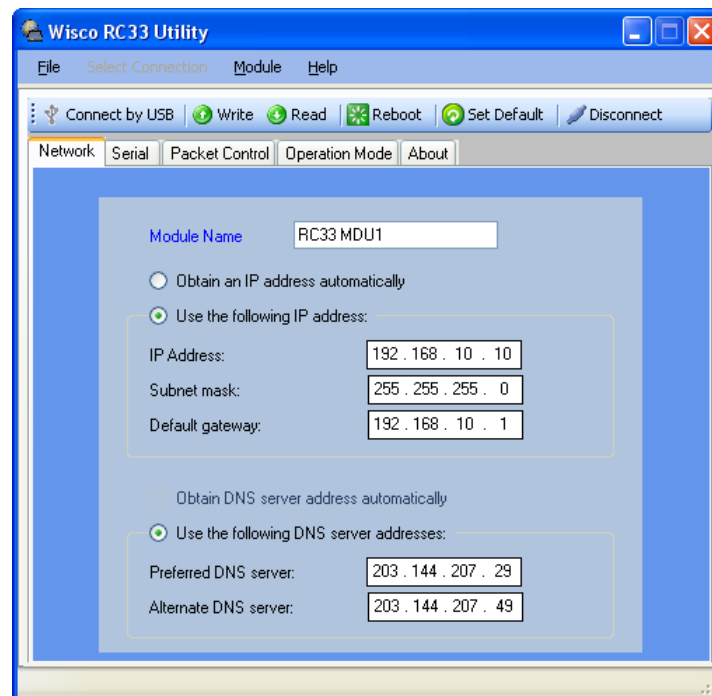 Wisco RC33 Utility
File Select Connection Module Help
Connect by USB Write Read Reboot Set Default Disconnect
Network Serial Packet Control Operation Mode About
Module Name RC33 MDU1
Obtain an IP address automatically
Use the following IP address:
IP Address: 192 . 168 . 10 . 10
Subnet mask: 255 . 255 . 255 . 0
Default gateway: 192 . 168 . 10 . 1
Obtain DNS server address automatically
Use the following DNS server addresses:
Preferred DNS server: 203 . 144 . 207 . 29
Alternate DNS server: 203 . 144 . 207 . 49